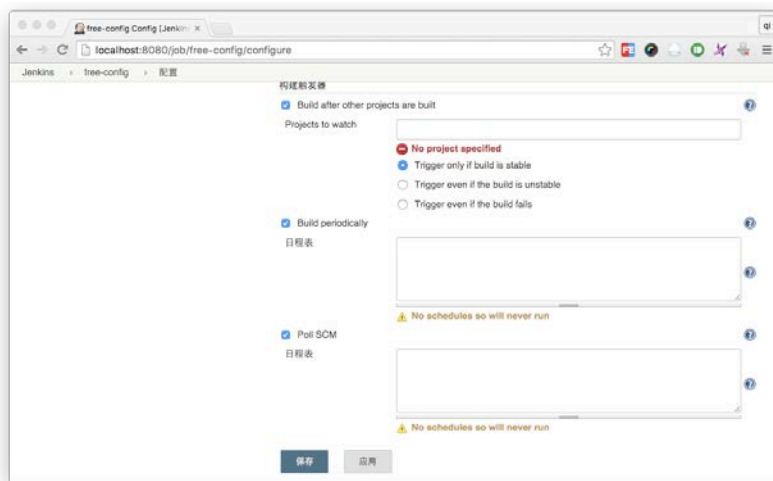 free-config Config [Jenkins
qi
localhost:8080/job/free-config/configure
Jenkins › free-config › 配置
构建触发器
Build after other projects are built
Projects to watch
No project specified
Trigger only if build is stable
Trigger even if the build is unstable
Trigger even if the build fails
Build periodically
日程表
No schedules so will never run
Poll SCM
日程表
No schedules so will never run
保存 应用